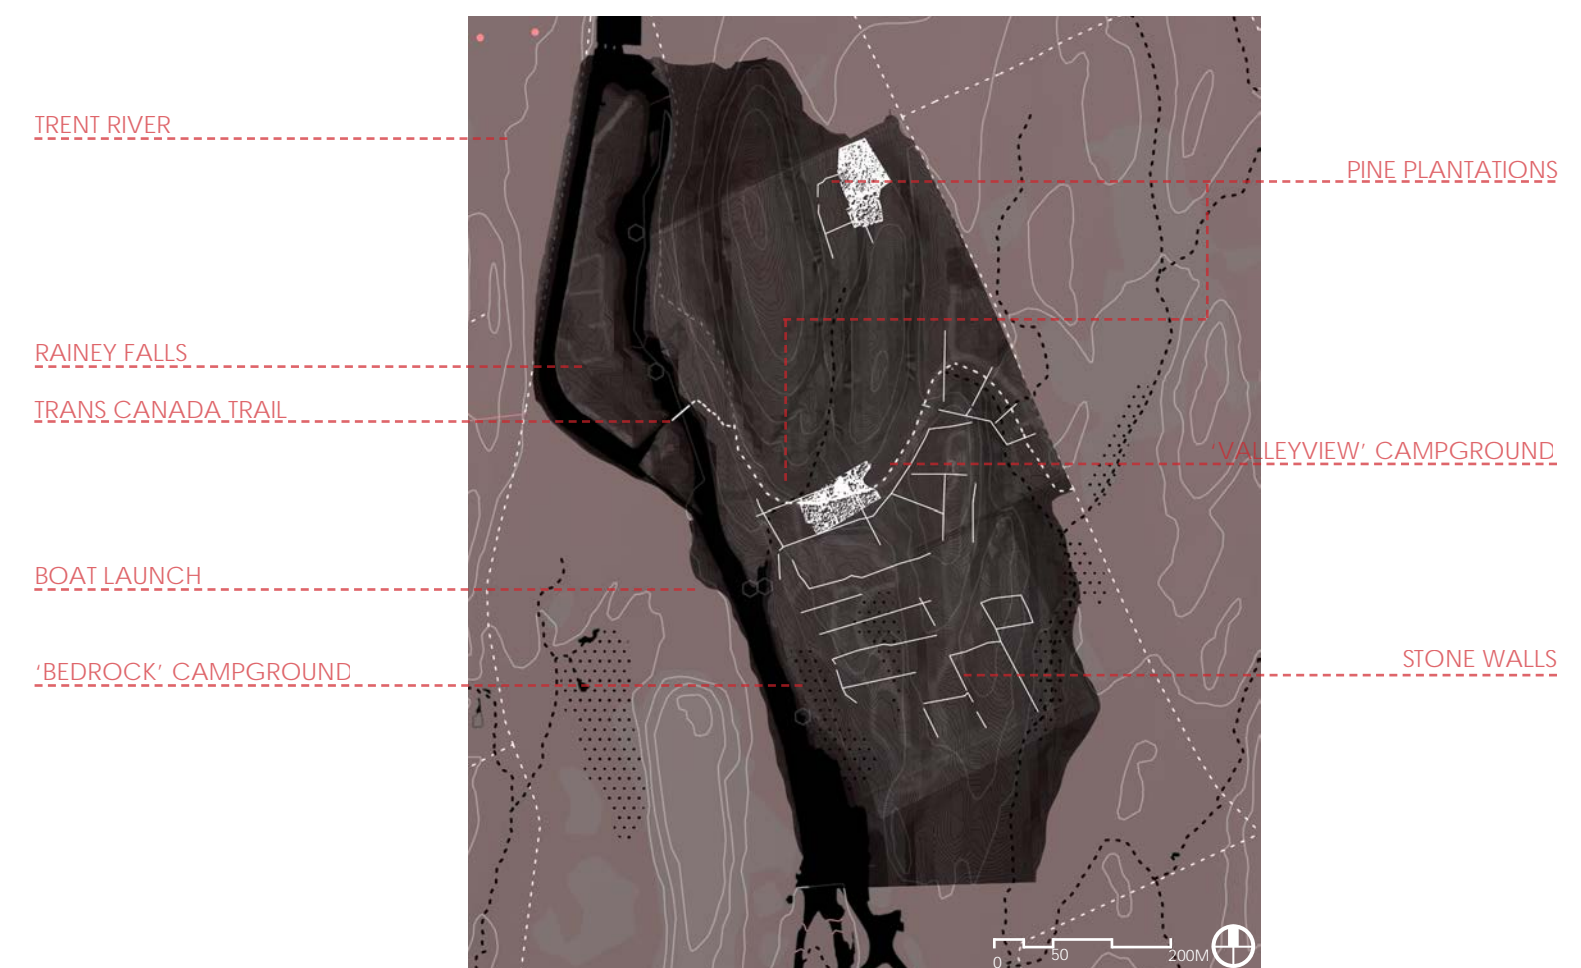 TRENT RIVER
PINE PLANTATIONS
RAINEY FALLS
TRANS CANADA TRAIL
'VALLEYVIEW' CAMPGROUND
BOAT LAUNCH
STONE WALLS
'BEDROCK' CAMPGROUND
0 50 200M